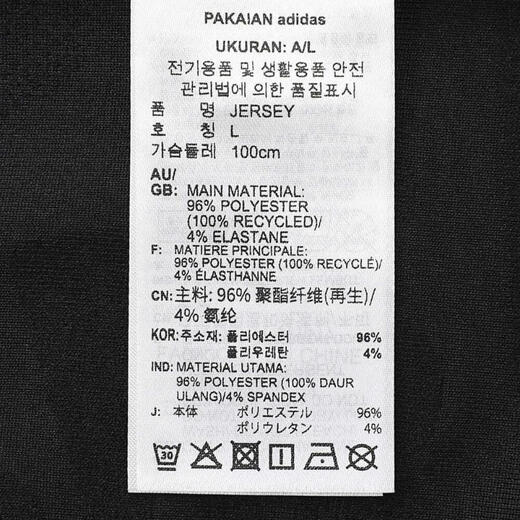 PAKAIAN adidas
UKURAN: A/L
전기용품 및 생활용품 안전
관리법에 의한 품질표시
품 명 JERSEY
호 칭 L
가슴둘레 100cm
AU/
GB: MAIN MATERIAL:
96% POLYESTER
(100% RECYCLED)/
4% ELASTANE
F: MATIERE PRINCIPALE:
96% POLYESTER (100% RECYCLÉ)/
4% ÉLASTHANNE
CN: 主料: 96% 聚酯纤维(再生)/
4% 氨纶
KOR: 주소재: 폴리에스터 96%
폴리우레탄 4%
IND: MATERIAL UTAMA:
96% POLYESTER (100% DAUR
ULANG)/4% SPANDEX
J: 本体 ポリエステル 96%
ポリウレタン 4%
30